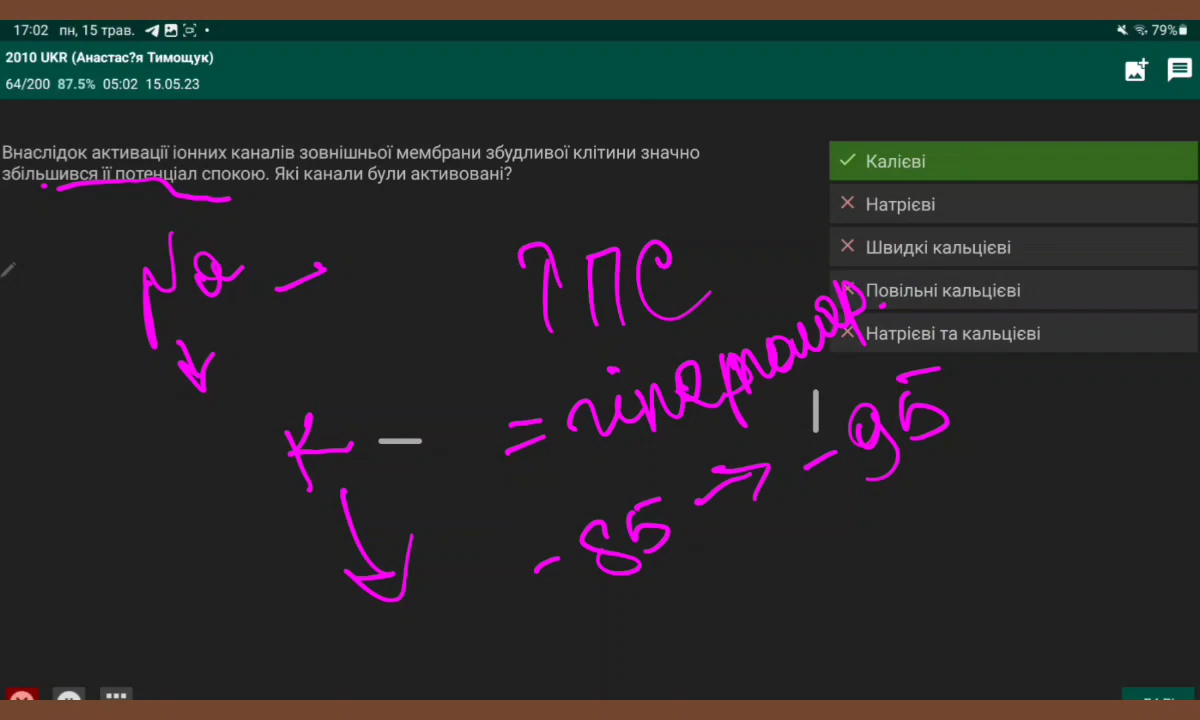 17:02 пн, 15 трав. 79%
2010 UKR (Анастас?я Тимощук)
64/200 87.5% 05:02 15.05.23
Внаслідок активації іонних каналів зовнішньої мембрани збудливої клітини значно
збільшився її потенціал спокою. Які канали були активовані?
Калієві
Натрієві
Швидкі кальцієві
Повільні кальцієві
Натрієві та кальцієві
Na –
↑ПС
K –
= гіперполяр.
-85 → -95